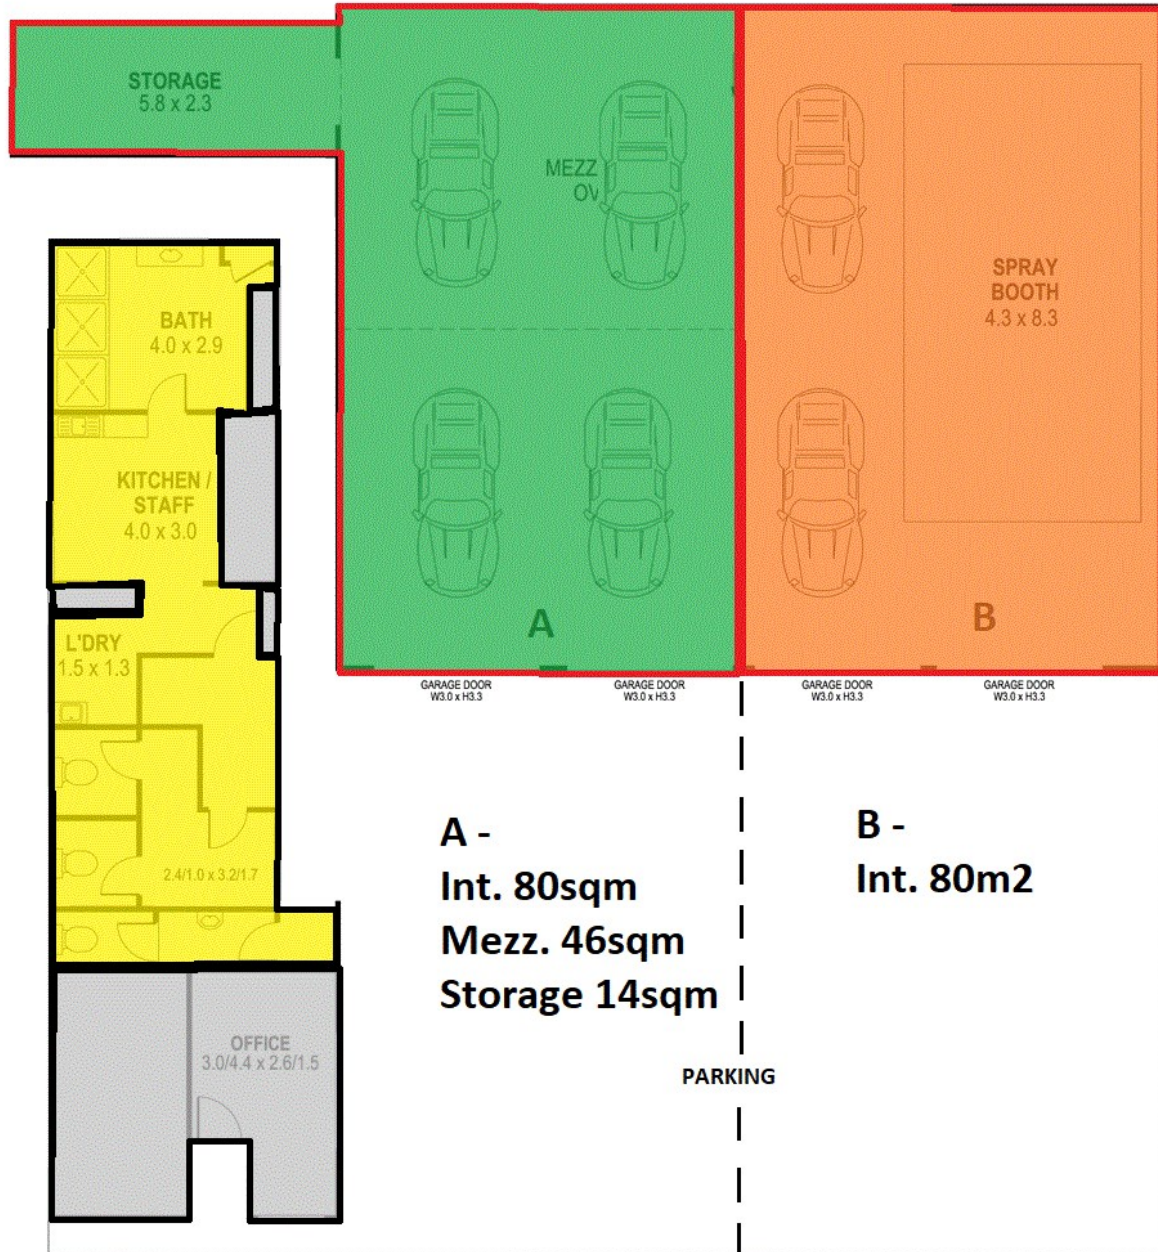 STORAGE
5.8 x 2.3
MEZZ
OV
SPRAY
BOOTH
4.3 x 8.3
BATH
4.0 x 2.9
KITCHEN /
STAFF
4.0 x 3.0
A
B
L'DRY
1.5 x 1.3
GARAGE DOOR
W3.0 x H3.3
GARAGE DOOR
W3.0 x H3.3
GARAGE DOOR
W3.0 x H3.3
GARAGE DOOR
W3.0 x H3.3
A -
Int. 80sqm
Mezz. 46sqm
Storage 14sqm
B -
Int. 80m2
2.4/1.0 x 3.2/1.7
OFFICE
3.0/4.4 x 2.6/1.5
PARKING